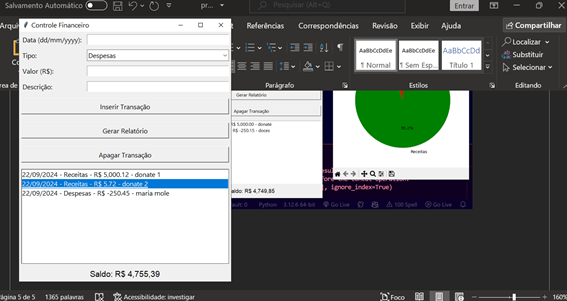 Salvamento Automático
Pesquisar (Alt+G)
Entrar
Referências Correspondências Revisão Exibir Ajuda
Compartilhar
AaBbCcDdEe AaBbCcDdEe AaBbCcDc
1 Normal 1 Sem Esp... Título 1
Localizar
Substituir
Selecionar
Parágrafo Estilos Editando
Controle Financeiro
Data (dd/mm/yyyy):
Tipo: Despesas
Valor (R$):
Descrição:
Inserir Transação
Gerar Relatório
Apagar Transação
22/09/2024 - Receitas - R$ 5,000.12 - donate 1
22/09/2024 - Receitas - R$ 5.72 - donate 2
22/09/2024 - Despesas - R$ -250.45 - maria mole
Saldo: R$ 4,755,39
Gerar Relatório
Apagar Transação
R$ 5,000.00 - donate
R$ -250.15 - doces
Saldo: R$ 4,749,85
Receitas
ignore_index=True)
Python 3.12.6 64-bit Go Live 100 Spell Go Live
Página 5 de 5 1365 palavras Acessibilidade: investigar Foco 160%